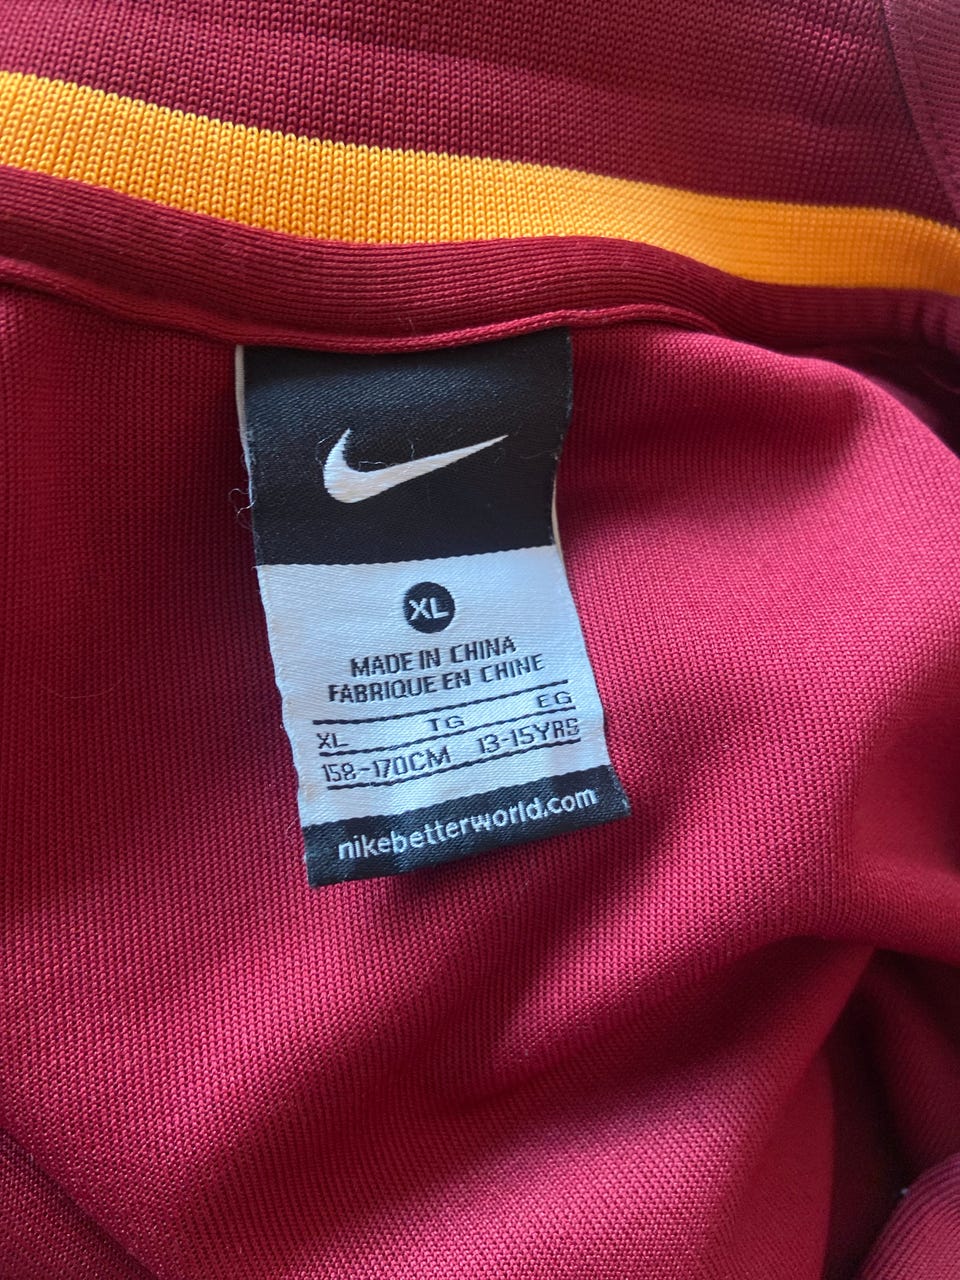 XL
MADE IN CHINA
FABRIQUE EN CHINE
XL TG EG
158-170CM 13-15YRS
nikebetterworld.com